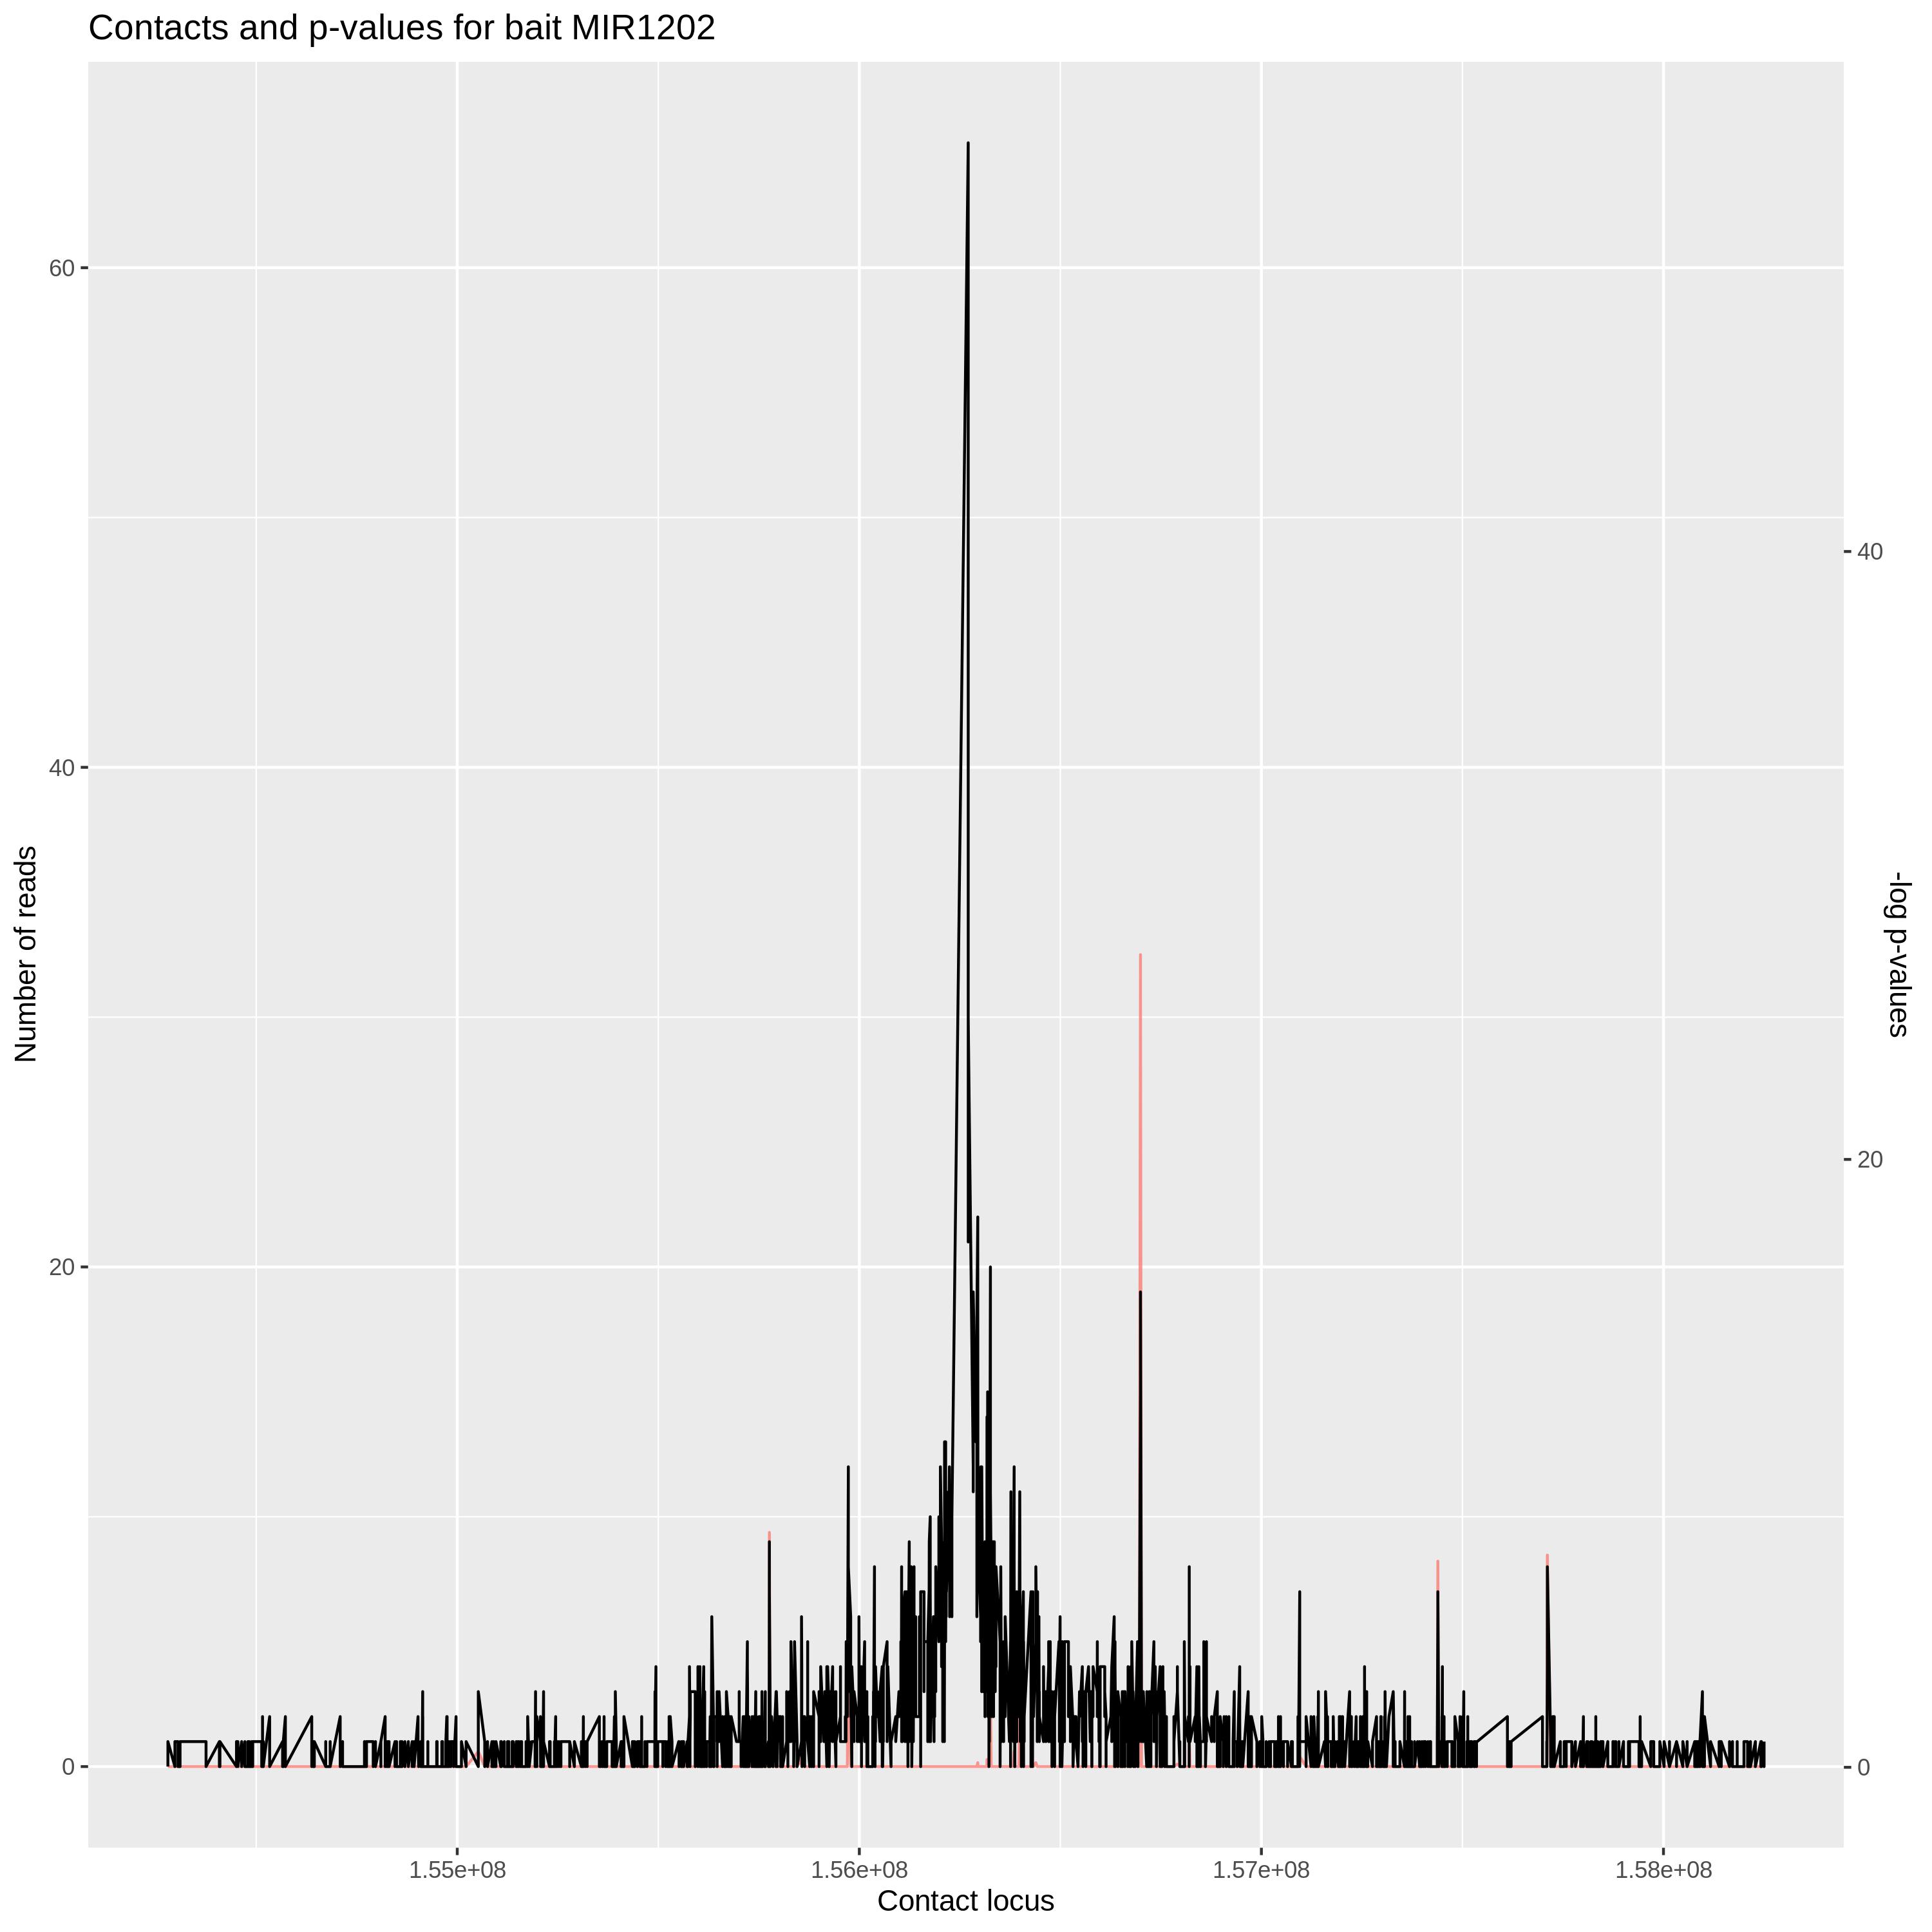 Contacts and p-values for bait MIR1202
60
40
20
0
Number of reads
40
20
0
-log p-values
1.55e+08
1.56e+08
1.57e+08
1.58e+08
Contact locus